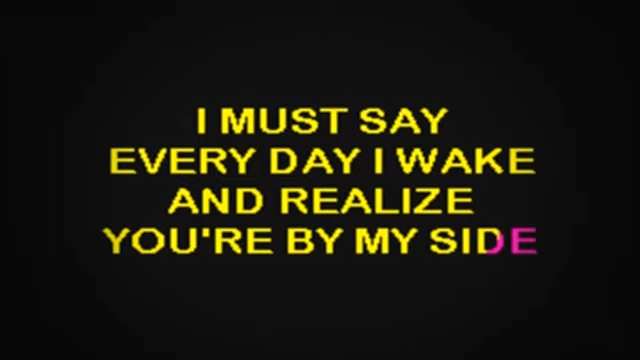 I MUST SAY
EVERY DAY I WAKE
AND REALIZE
YOU'RE BY MY SIDE